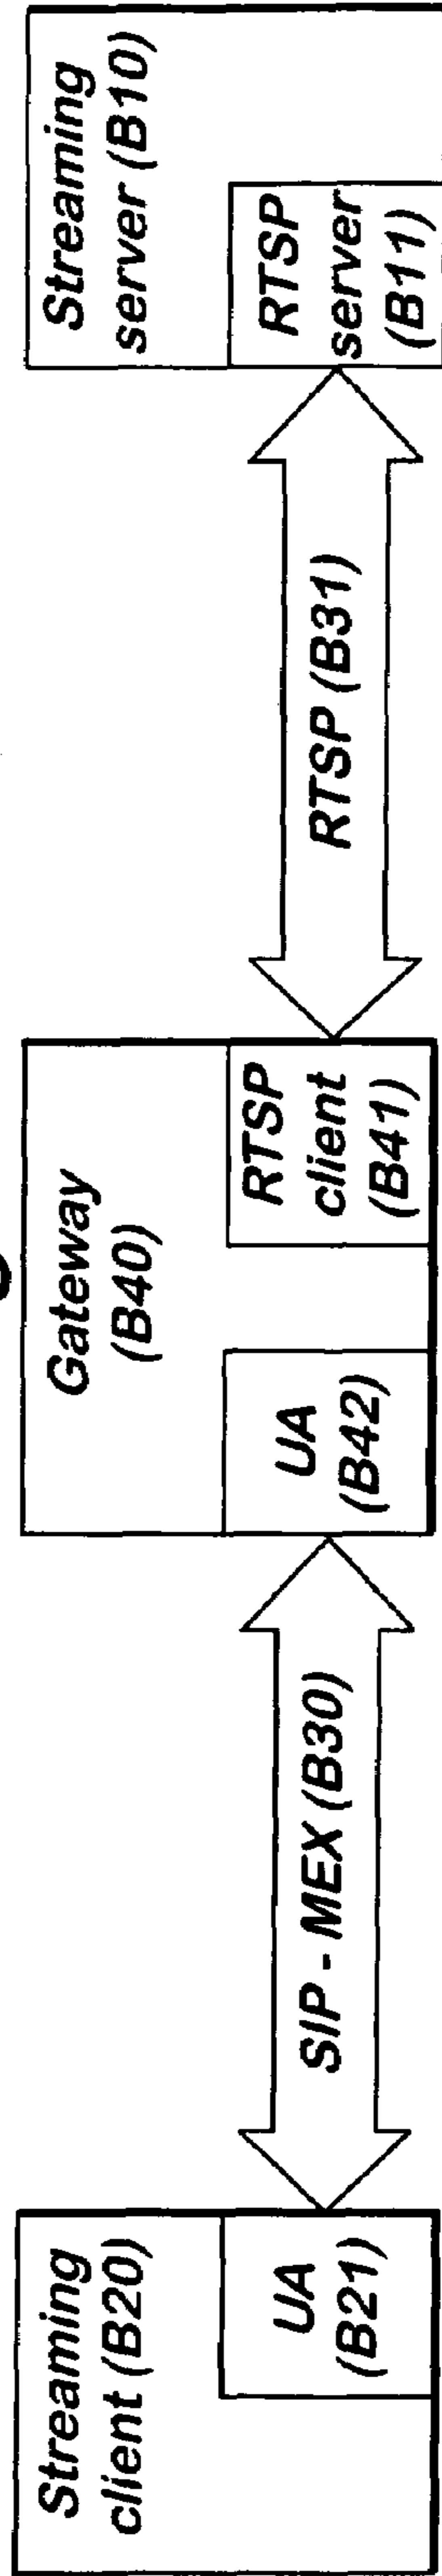 Streaming
client (B20)
UA
(B21)
SIP - MEX (B30)
Gateway
(B40)
UA
(B42)
RTSP
client
(B41)
RTSP (B31)
Streaming
server (B10)
RTSP
server
(B11)